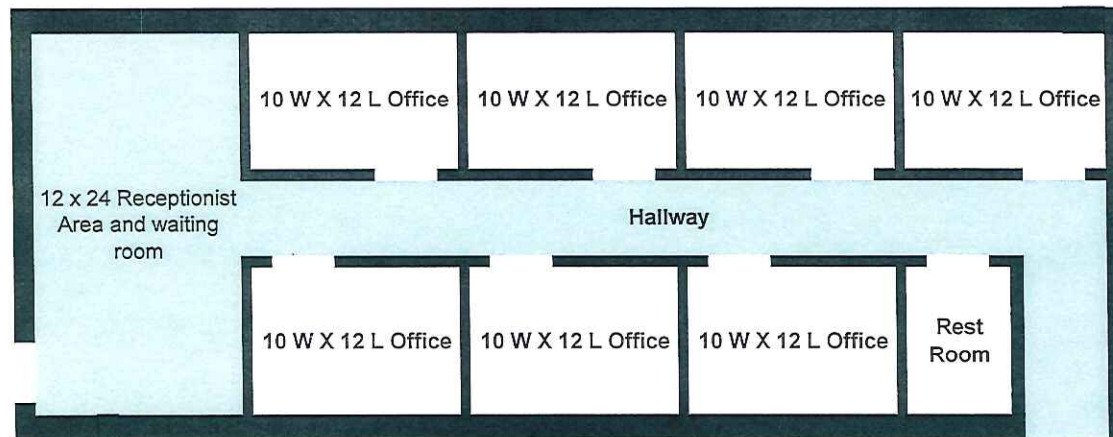 10 W X 12 L Office
10 W X 12 L Office
10 W X 12 L Office
10 W X 12 L Office
12 x 24 Receptionist
Area and waiting
room
Hallway
10 W X 12 L Office
10 W X 12 L Office
10 W X 12 L Office
Rest
Room